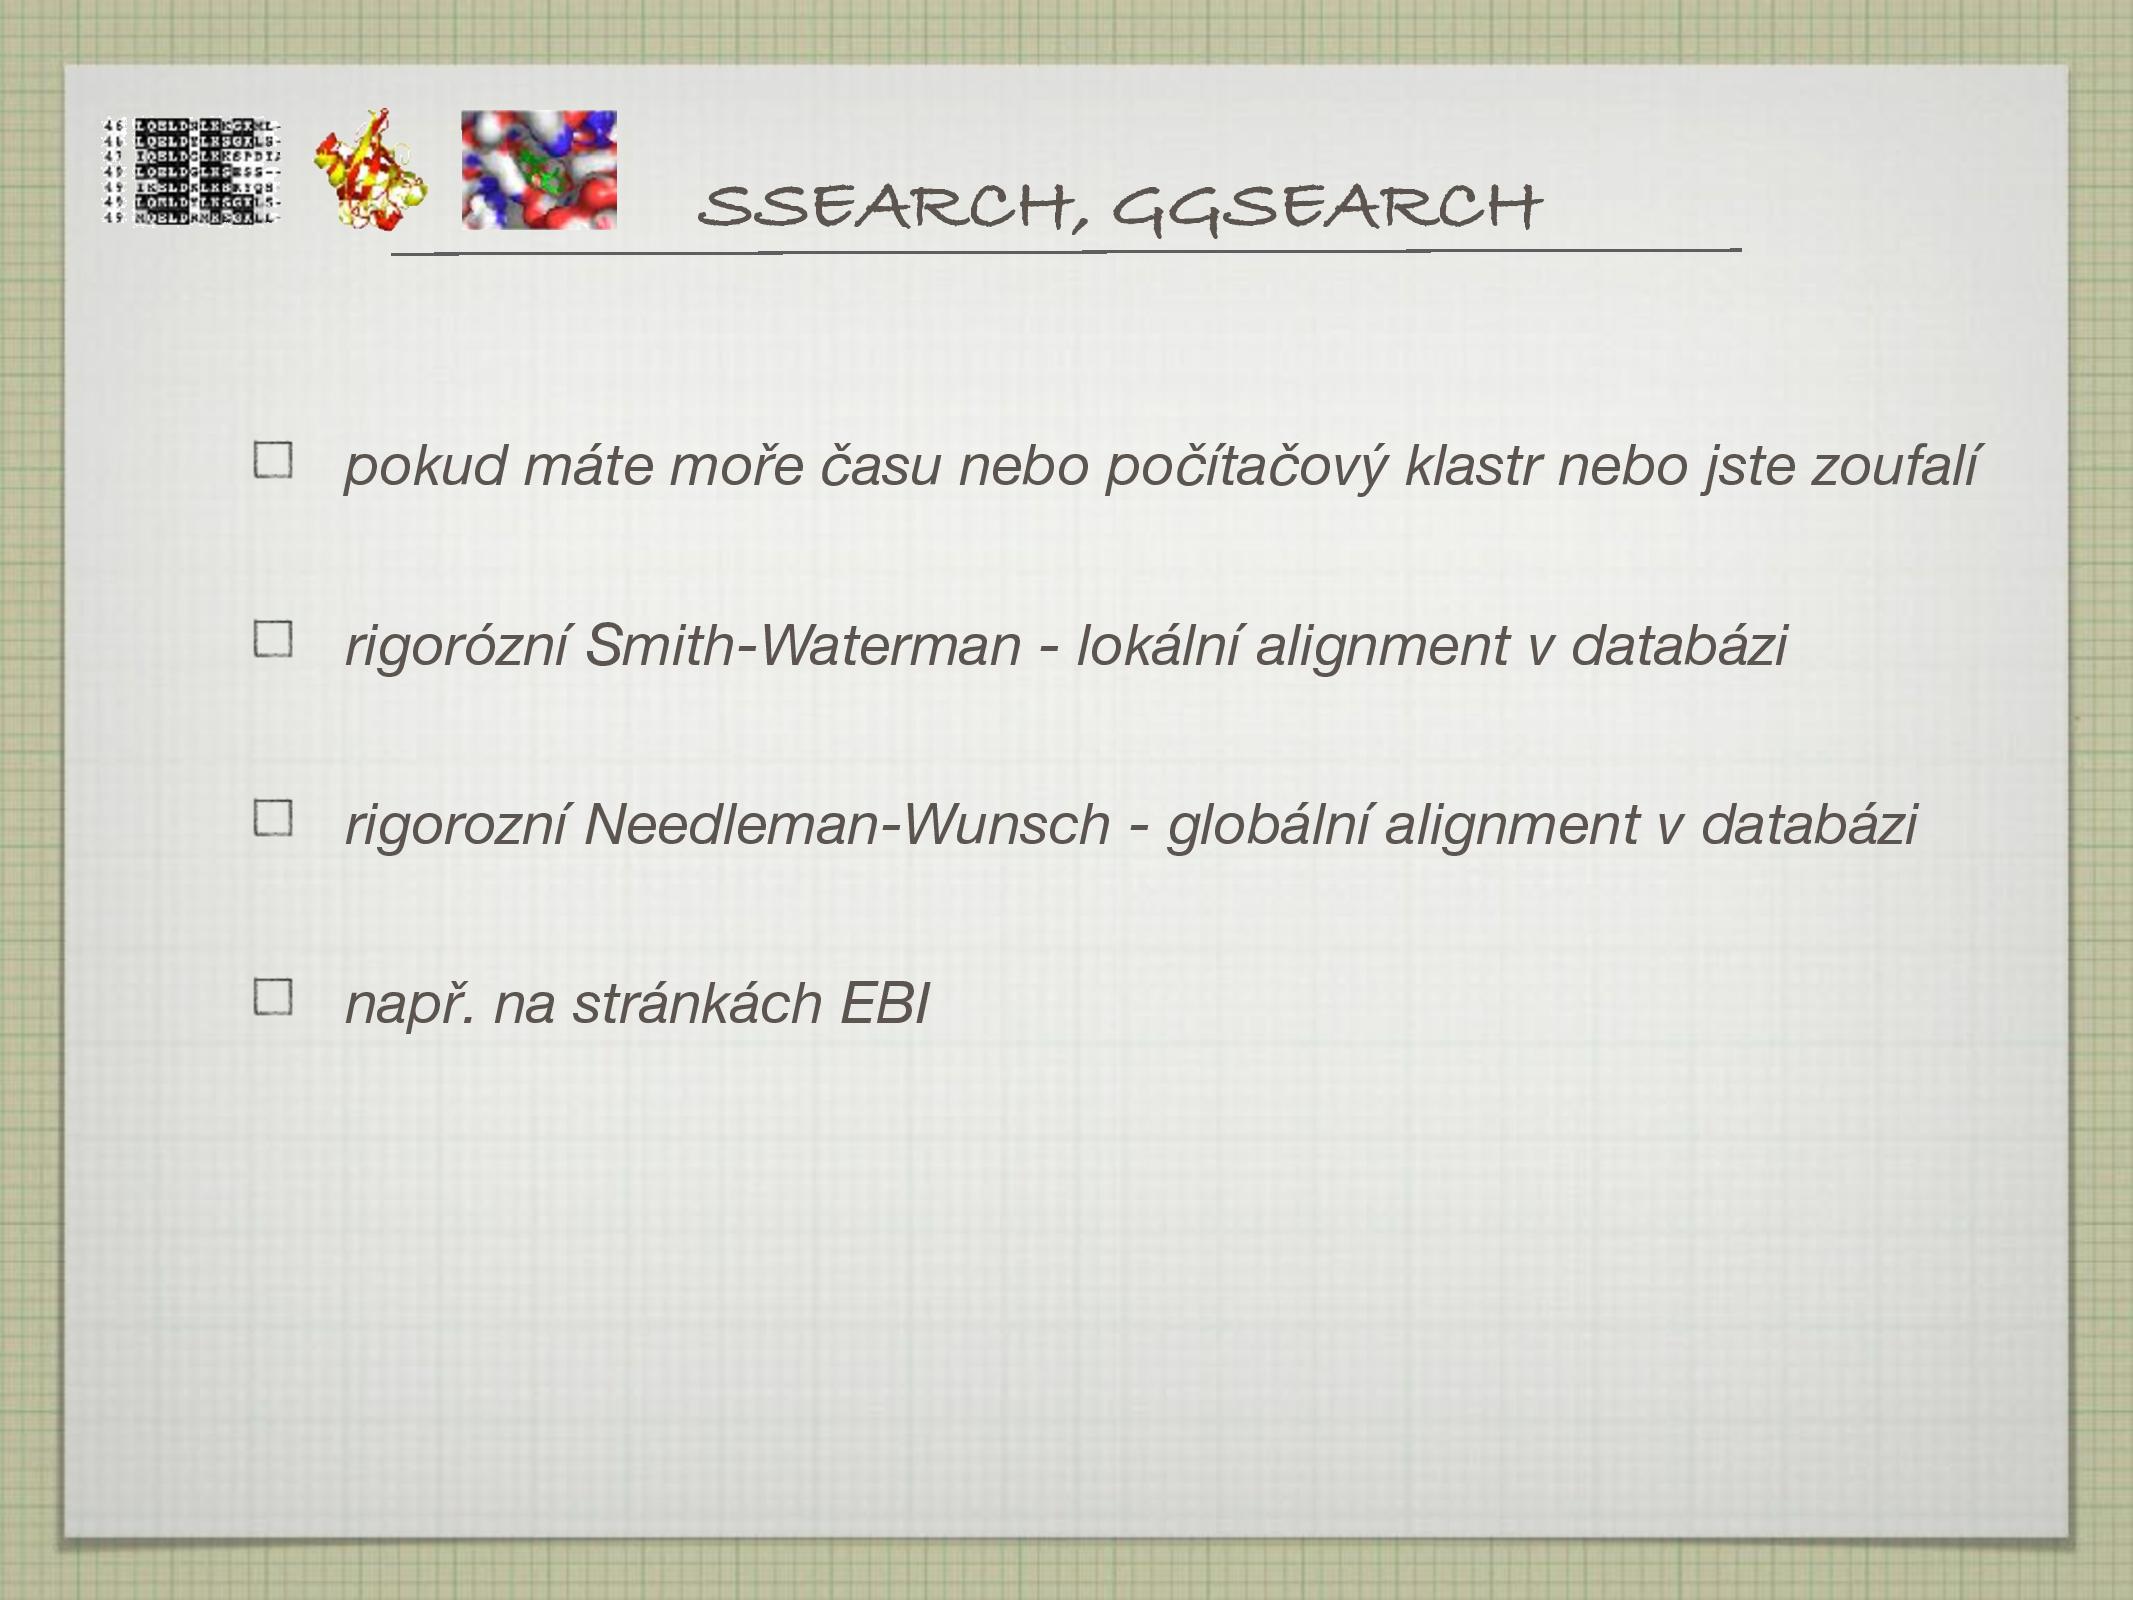 SSEARCH, GGSEARCH
pokud máte moře času nebo počítačový klastr nebo jste zoufalí
rigorózní Smith-Waterman - lokální alignment v databázi
rigorozní Needleman-Wunsch - globální alignment v databázi
např. na stránkách EBI